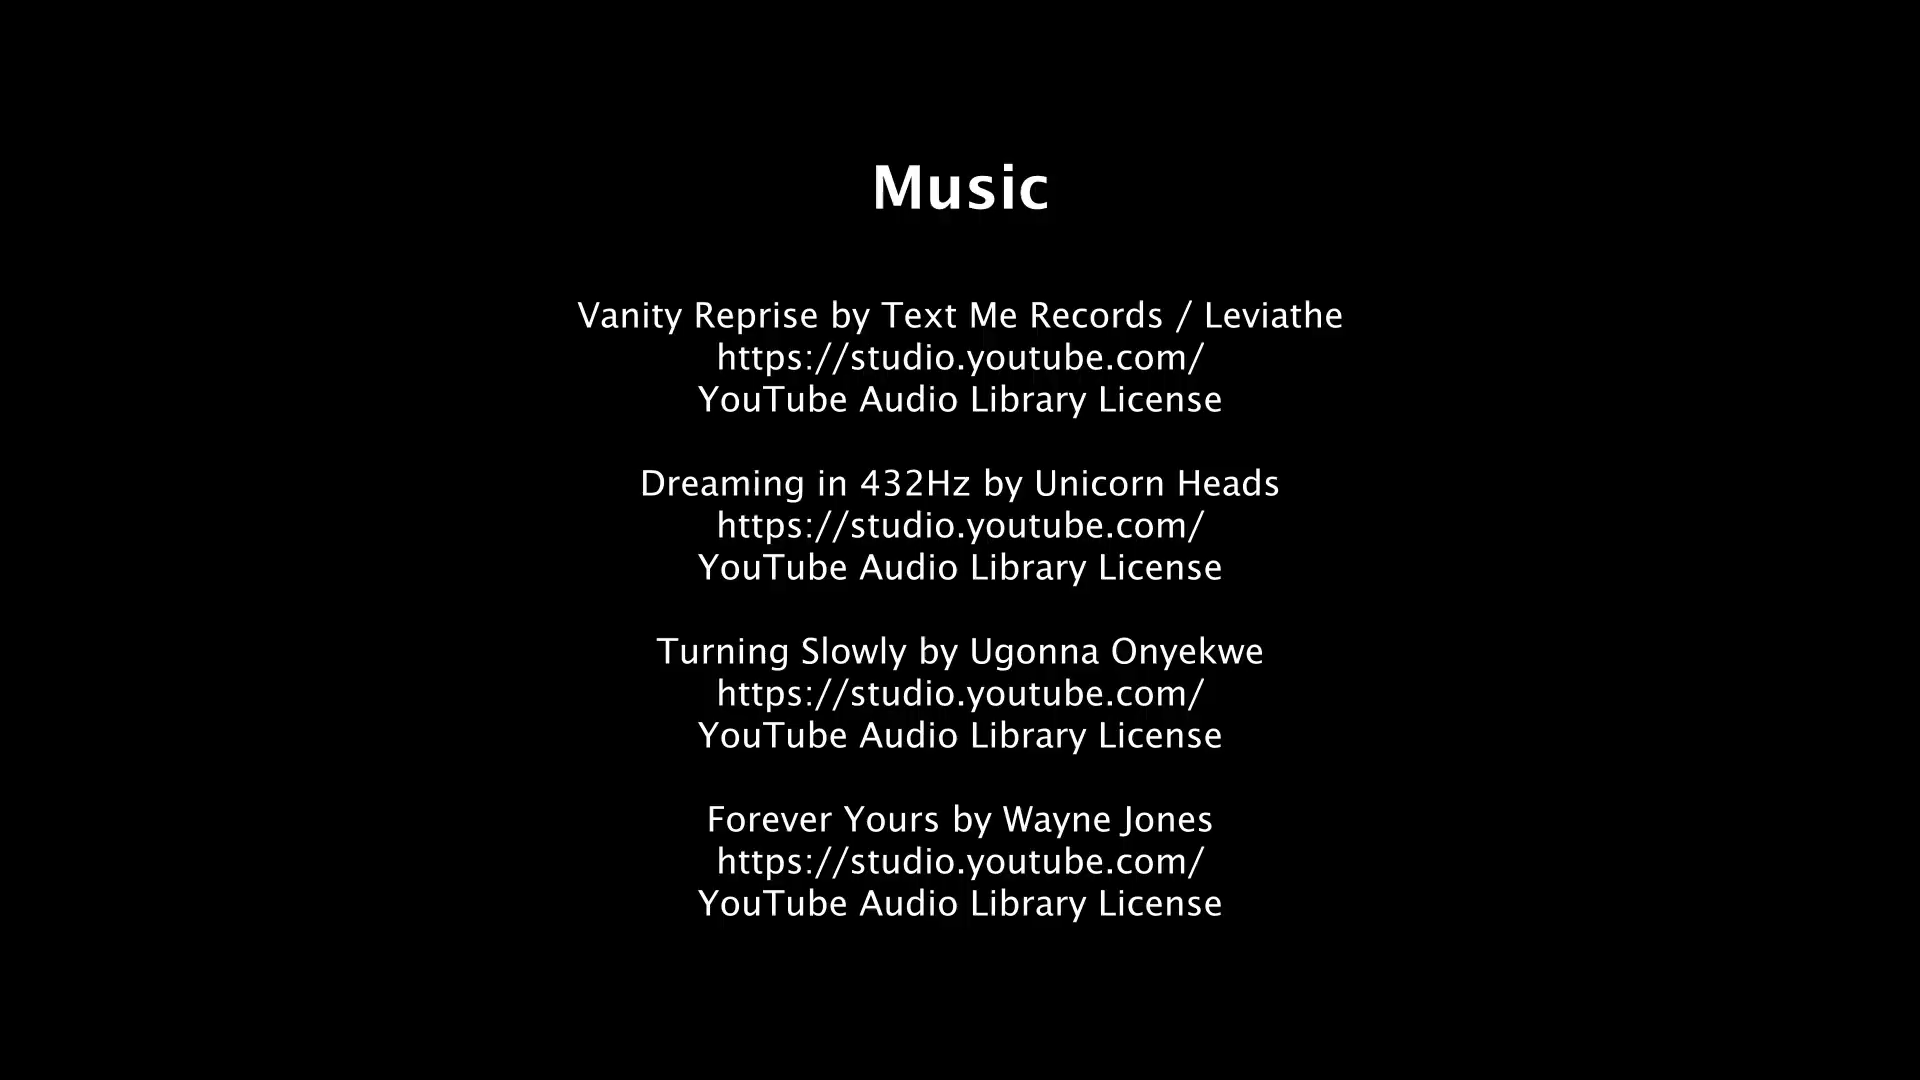 Music
Vanity Reprise by Text Me Records / Leviathe
https://studio.youtube.com/
YouTube Audio Library License
Dreaming in 432Hz by Unicorn Heads
https://studio.youtube.com/
YouTube Audio Library License
Turning Slowly by Ugonna Onyekwe
https://studio.youtube.com/
YouTube Audio Library License
Forever Yours by Wayne Jones
https://studio.youtube.com/
YouTube Audio Library License